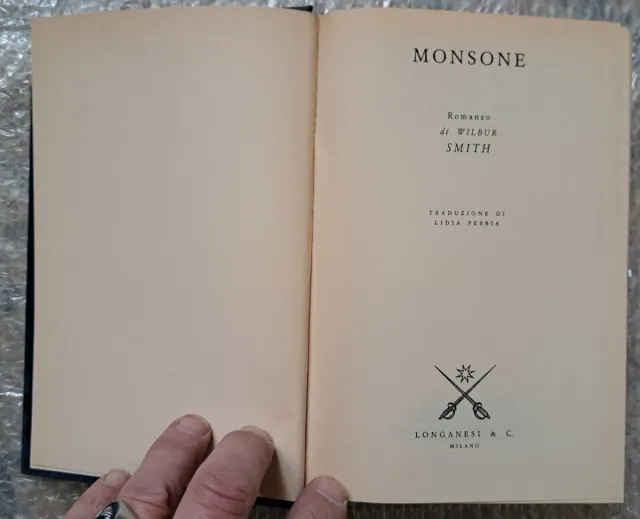 MONSONE
Romanzo
di WILBUR
SMITH
TRADUZIONE DI
LIDIA PERRIA
LONGANESI & C.
MILANO